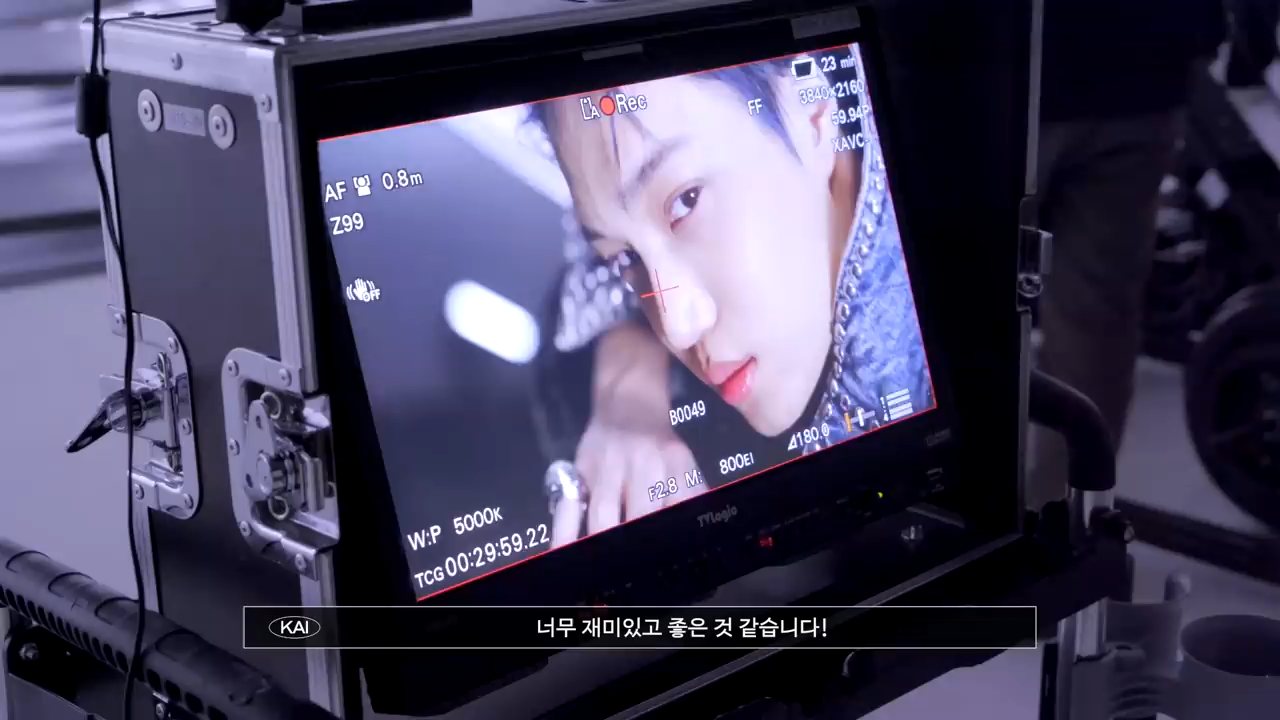 23 min
LA Rec
FF
3840×2160
59.94P
XAVC
AF 0.8m
Z99
OFF
B0049
180.0
F2.8 M: 800EI
W:P 5000K
TCG 00:29:59.22
TVlogic
KAI 너무 재미있고 좋은 것 같습니다!